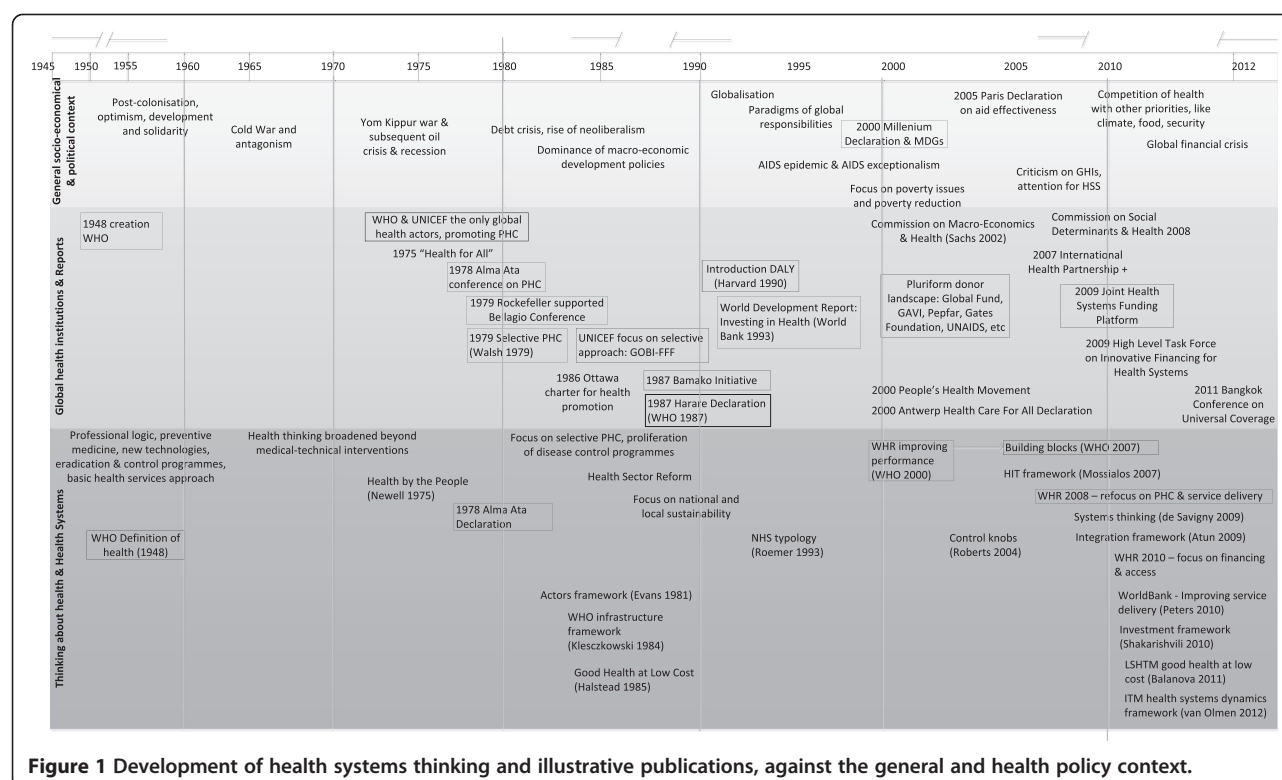 1945 1950 1955 1960 1965 1970 1975 1980 1985 1990 1995 2000 2005 2010 2012
General socio-economical
& political context
Post-colonisation,
optimism, development
and solidarity
Cold War and
antagonism
Yom Kippur war &
subsequent oil
crisis & recession
Debt crisis, rise of neoliberalism
Dominance of macro-economic
development policies
Globalisation
Paradigms of global
responsibilities
2000 Millenium
Declaration & MDGs
AIDS epidemic & AIDS exceptionalism
Focus on poverty issues
and poverty reduction
2005 Paris Declaration
on aid effectiveness
Criticism on GHIs,
attention for HSS
Competition of health
with other priorities, like
climate, food, security
Global financial crisis
Global health institutions & Reports
1948 creation
WHO
WHO & UNICEF the only global
health actors, promoting PHC
1975 “Health for All”
1978 Alma Ata
conference on PHC
1979 Rockefeller supported
Bellagio Conference
1979 Selective PHC
(Walsh 1979)
UNICEF focus on selective
approach: GOBI-FFF
1986 Ottawa
charter for health
promotion
1987 Bamako Initiative
1987 Harare Declaration
(WHO 1987)
Introduction DALY
(Harvard 1990)
World Development Report:
Investing in Health (World
Bank 1993)
Commission on Macro-Economics
& Health (Sachs 2002)
Pluriform donor
landscape: Global Fund,
GAVI, Pepfar, Gates
Foundation, UNAIDS, etc
2000 People’s Health Movement
2000 Antwerp Health Care For All Declaration
Commission on Social
Determinants & Health 2008
2007 International
Health Partnership +
2009 Joint Health
Systems Funding
Platform
2009 High Level Task Force
on Innovative Financing for
Health Systems
2011 Bangkok
Conference on
Universal Coverage
Thinking about health & Health Systems
Professional logic, preventive
medicine, new technologies,
eradication & control programmes,
basic health services approach
WHO Definition of
health (1948)
Health thinking broadened beyond
medical-technical interventions
Health by the People
(Newell 1975)
1978 Alma Ata
Declaration
Focus on selective PHC, proliferation
of disease control programmes
Health Sector Reform
Focus on national and
local sustainability
Actors framework (Evans 1981)
WHO infrastructure
framework
(Klesczkowski 1984)
Good Health at Low Cost
(Halstead 1985)
NHS typology
(Roemer 1993)
WHR improving
performance
(WHO 2000)
Control knobs
(Roberts 2004)
Building blocks (WHO 2007)
HIT framework (Mossialos 2007)
WHR 2008 – refocus on PHC & service delivery
Systems thinking (de Savigny 2009)
Integration framework (Atun 2009)
WHR 2010 – focus on financing
& access
WorldBank - Improving service
delivery (Peters 2010)
Investment framework
(Shakarishvili 2010)
LSHTM good health at low
cost (Balanova 2011)
ITM health systems dynamics
framework (van Olmen 2012)
Figure 1 Development of health systems thinking and illustrative publications, against the general and health policy context.